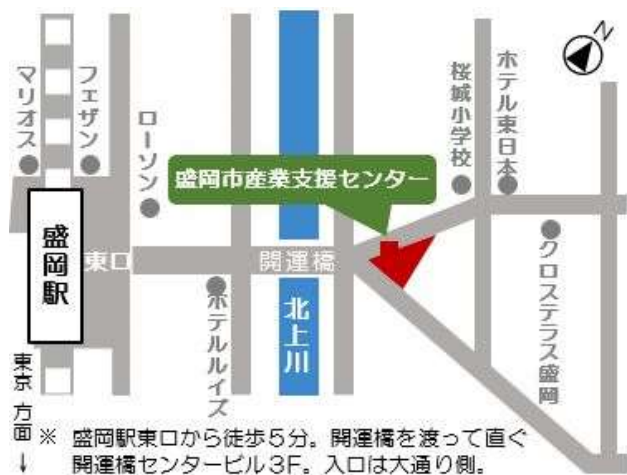 N
マリオス
フェザン
ローソン
桜城小学校
ホテル東日本
盛岡市産業支援センター
盛岡駅
東口
開運橋
北上川
ホテルルイズ
クロステラス盛岡
東京 方面 ↓
※ 盛岡駅東口から徒歩5分。開運橋を渡って直ぐ
開運橋センタービル3F。入口は大通り側。